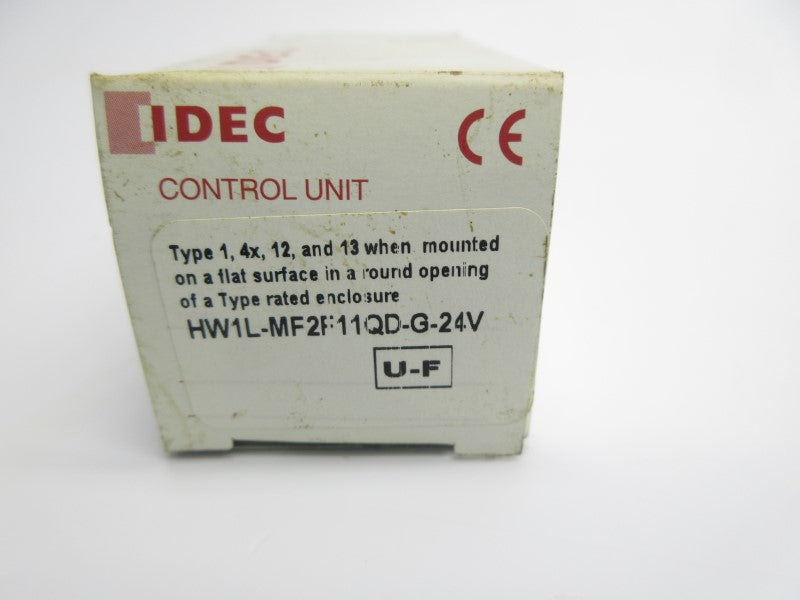 IDEC
CE
CONTROL UNIT
Type 1, 4x, 12, and 13 when mounted
on a flat surface in a round opening
of a Type rated enclosure
HW1L-MF2F11QD-G-24V
U-F